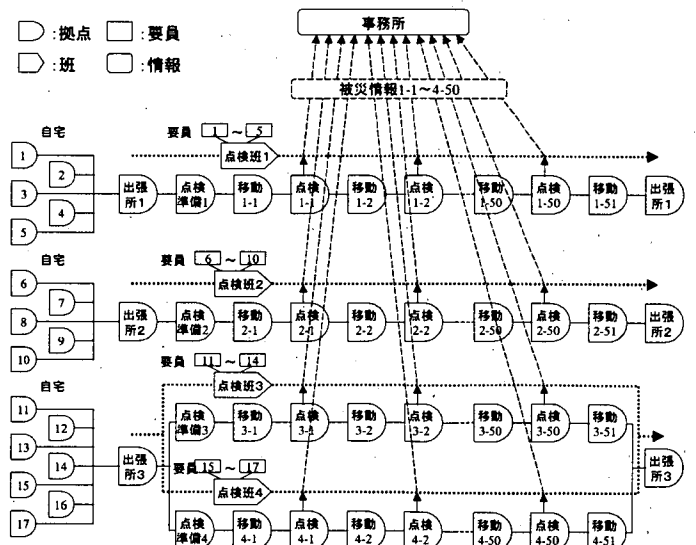 事務所
:拠点 :要員
:班 :情報
被災情報1-1～4-50
自宅
要員 1 ～ 5
点検班1
1
2
3
4
5
出張所1
点検準備1
移動1-1
点検1-1
移動1-2
点検1-2
移動1-50
点検1-50
移動1-51
出張所1
自宅
要員 6 ～ 10
点検班2
6
7
8
9
10
出張所2
点検準備2
移動2-1
点検2-1
移動2-2
点検2-2
移動2-50
点検2-50
移動2-51
出張所2
自宅
要員 11 ～ 14
点検班3
11
12
13
14
15
16
17
出張所3
点検準備3
移動3-1
点検3-1
移動3-2
点検3-2
移動3-50
点検3-50
移動3-51
出張所3
要員 15 ～ 17
点検班4
点検準備4
移動4-1
点検4-1
移動4-2
点検4-2
移動4-50
点検4-50
移動4-51